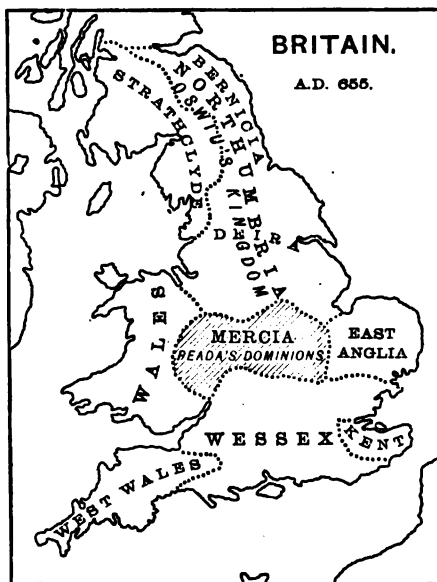 BRITAIN.
A.D. 655.
BERNICIA
NORTHUMBRIA
OSWIU'S KINGDOM
STRATHCLYDE
DEIRA
WALES
MERCIA
PEADA'S DOMINIONS
EAST
ANGLIA
WESSEX
KENT
WEST WALES